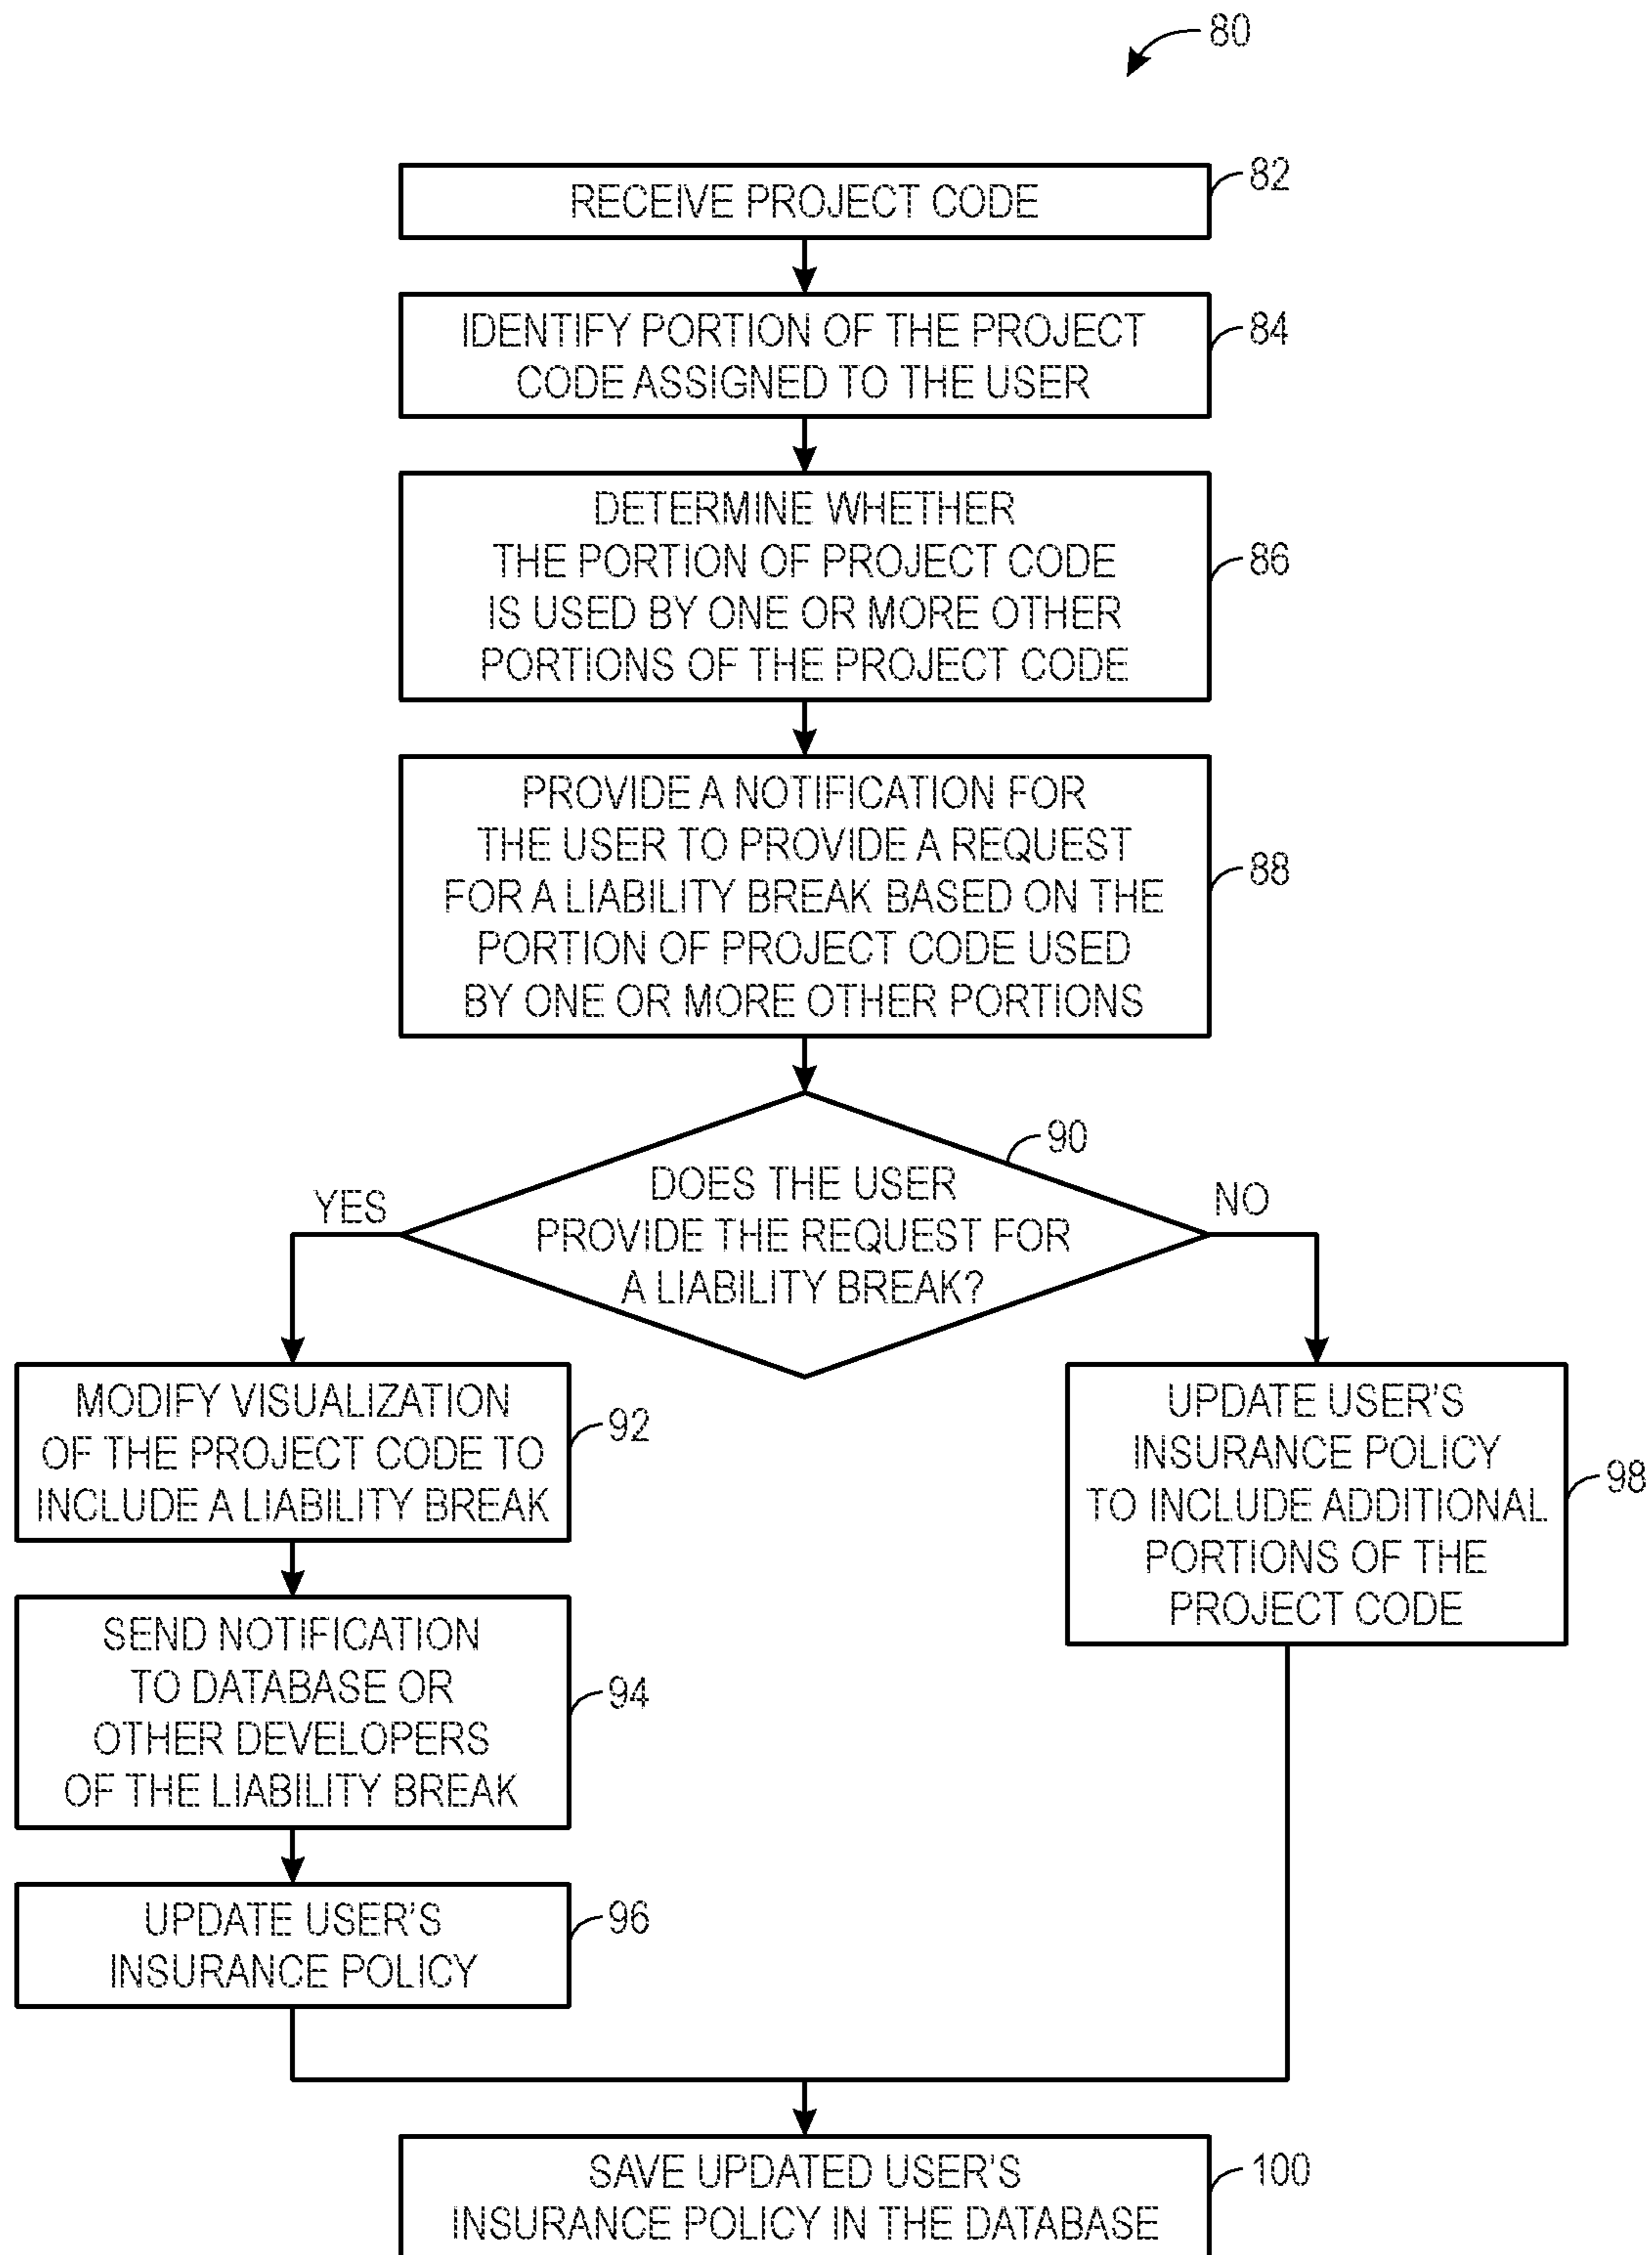 80
RECEIVE PROJECT CODE
82
IDENTIFY PORTION OF THE PROJECT
CODE ASSIGNED TO THE USER
84
DETERMINE WHETHER
THE PORTION OF PROJECT CODE
IS USED BY ONE OR MORE OTHER
PORTIONS OF THE PROJECT CODE
86
PROVIDE A NOTIFICATION FOR
THE USER TO PROVIDE A REQUEST
FOR A LIABILITY BREAK BASED ON THE
PORTION OF PROJECT CODE USED
BY ONE OR MORE OTHER PORTIONS
88
DOES THE USER
PROVIDE THE REQUEST FOR
A LIABILITY BREAK?
90
YES
NO
MODIFY VISUALIZATION
OF THE PROJECT CODE TO
INCLUDE A LIABILITY BREAK
92
SEND NOTIFICATION
TO DATABASE OR
OTHER DEVELOPERS
OF THE LIABILITY BREAK
94
UPDATE USER'S
INSURANCE POLICY
96
UPDATE USER'S
INSURANCE POLICY
TO INCLUDE ADDITIONAL
PORTIONS OF THE
PROJECT CODE
98
SAVE UPDATED USER'S
INSURANCE POLICY IN THE DATABASE
100